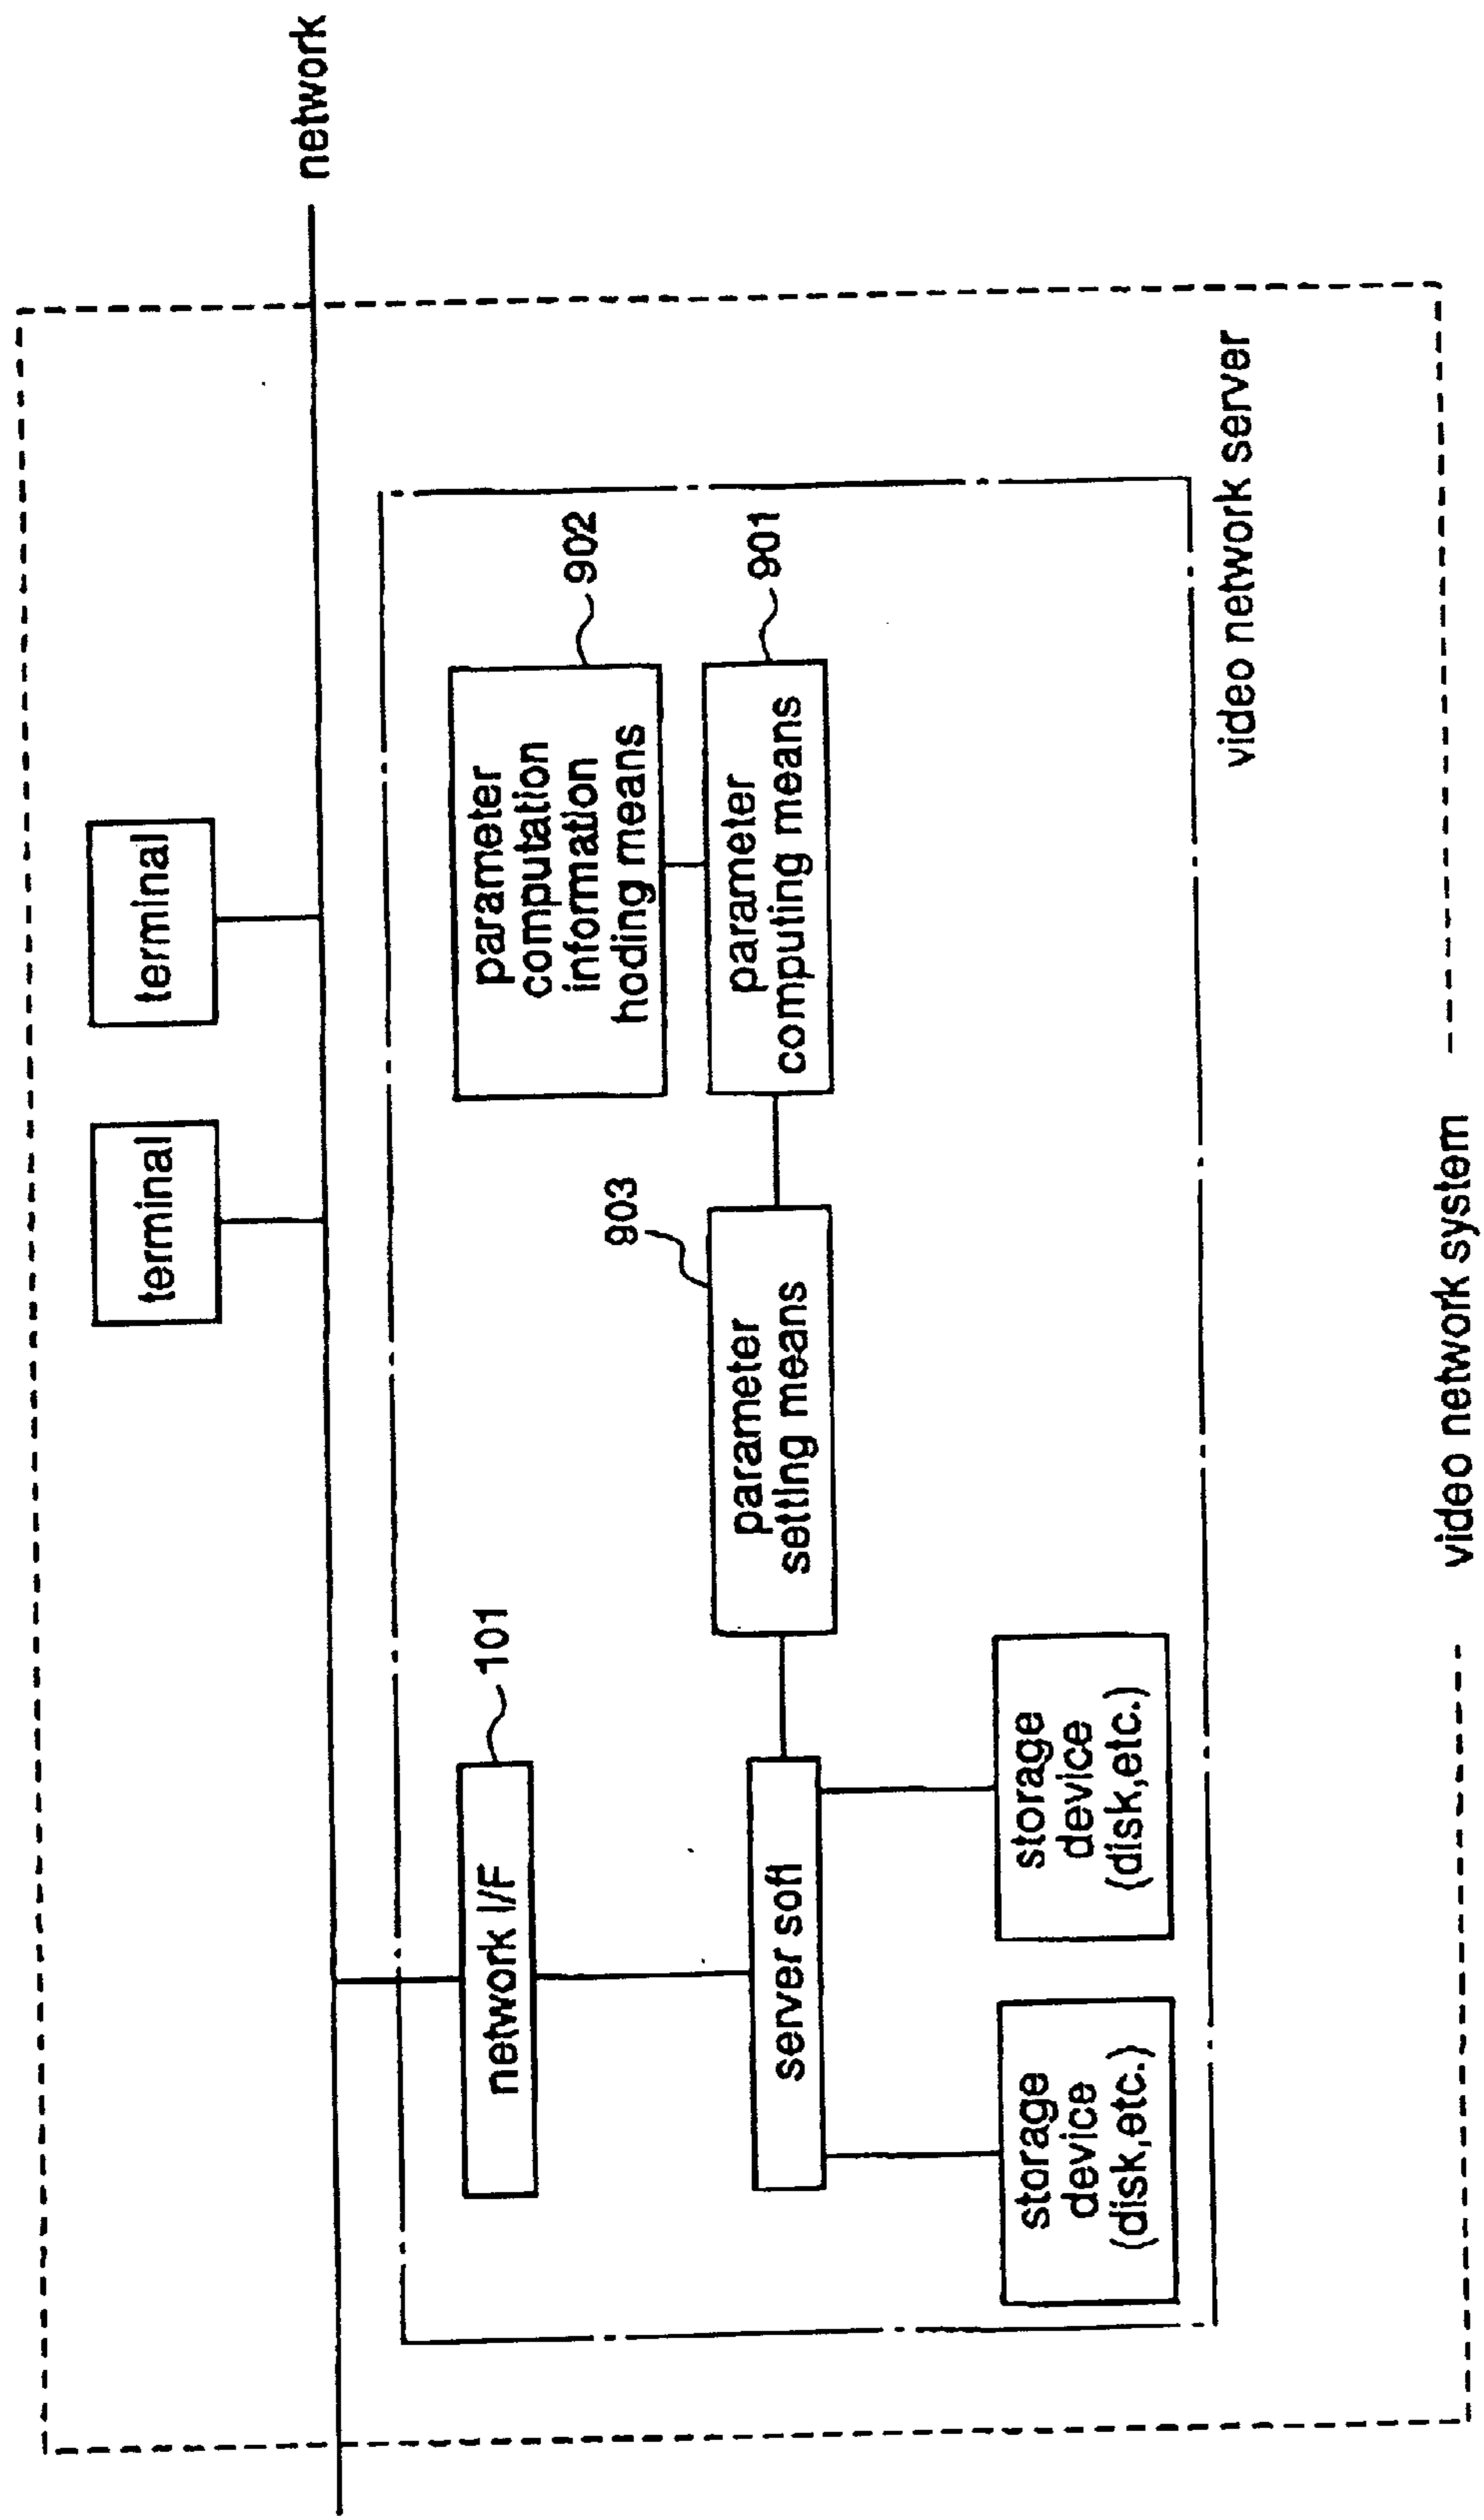 terminal
terminal
network
network I/F
101
parameter
computation
information
hoding means
902
903
server soft
parameter
setting means
parameter
computing means
901
storage
device
(disk,etc.)
storage
device
(disk,etc.)
video network server
video network system